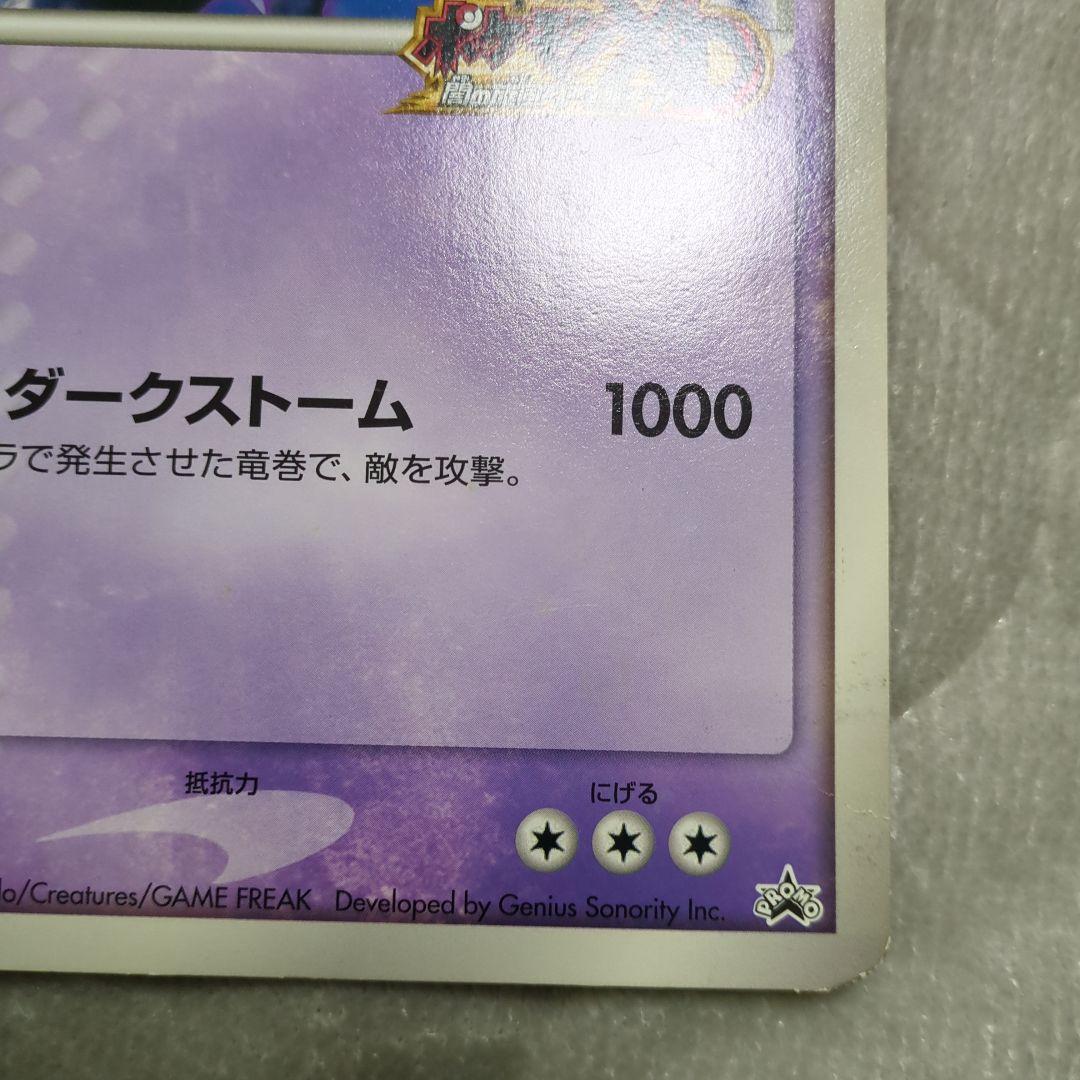 ダークストーム 1000
ラで発生させた竜巻で、敵を攻撃。
抵抗力 にげる
lo/Creatures/GAME FREAK Developed by Genius Sonority Inc.
PROMO